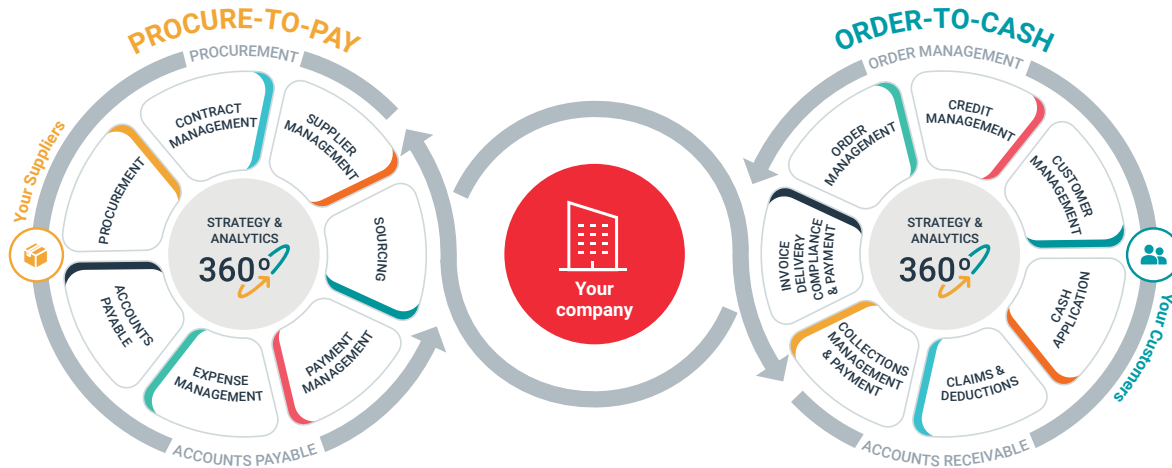 PROCURE-TO-PAY
PROCUREMENT
CONTRACT
MANAGEMENT
SUPPLIER
MANAGEMENT
Your Suppliers
PROCUREMENT
SOURCING
STRATEGY &
ANALYTICS
360º
ACCOUNTS
PAYABLE
EXPENSE
MANAGEMENT
PAYMENT
MANAGEMENT
ACCOUNTS PAYABLE
Your
company
ORDER-TO-CASH
ORDER MANAGEMENT
ORDER
MANAGEMENT
CREDIT
MANAGEMENT
CUSTOMER
MANAGEMENT
INVOICE
DELIVERY
COMPLIANCE
& PAYMENT
STRATEGY &
ANALYTICS
360º
CASH
APPLICATION
COLLECTIONS
MANAGEMENT
& PAYMENT
CLAIMS &
DEDUCTIONS
Your Customers
ACCOUNTS RECEIVABLE